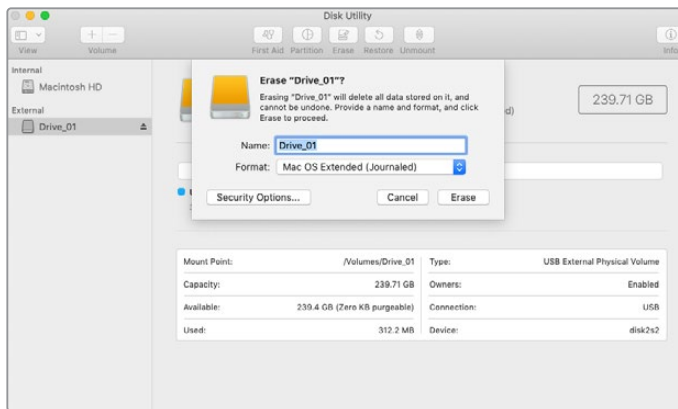 Disk Utility
View
Volume
First Aid Partition Erase Restore Unmount
Info
Internal
Macintosh HD
External
Drive_01
Erase "Drive_01"?
Erasing "Drive_01" will delete all data stored on it, and
cannot be undone. Provide a name and format, and click
Erase to proceed.
Name: Drive_01
Format: Mac OS Extended (Journaled)
Security Options... Cancel Erase
239.71 GB
Mount Point: /Volumes/Drive_01
Type: USB External Physical Volume
Capacity: 239.71 GB
Owners: Enabled
Available: 239.4 GB (Zero KB purgeable)
Connection: USB
Used: 312.2 MB
Device: disk2s2